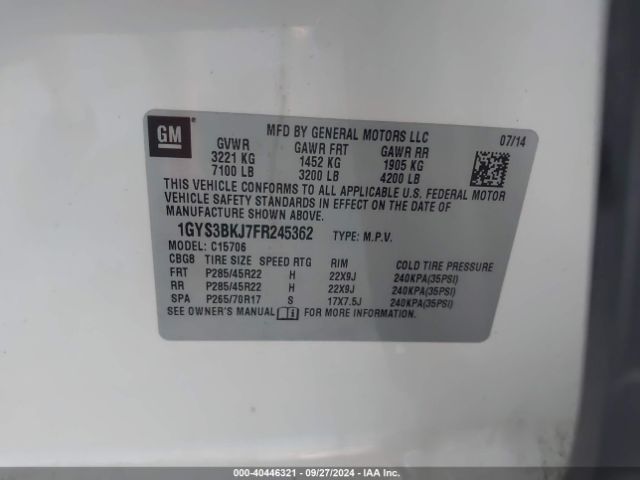 GM
MFD BY GENERAL MOTORS LLC 07/14
GVWR GAWR FRT GAWR RR
3221 KG 1452 KG 1905 KG
7100 LB 3200 LB 4200 LB
THIS VEHICLE CONFORMS TO ALL APPLICABLE U.S. FEDERAL MOTOR
VEHICLE SAFETY STANDARDS IN EFFECT ON THE DATE OF
MANUFACTURE SHOWN ABOVE.
1GYS3BKJ7FR245362 TYPE: M.P.V.
MODEL: C15706
CBG8 TIRE SIZE SPEED RTG RIM COLD TIRE PRESSURE
FRT P285/45R22 H 22X9J 240KPA(35PSI)
RR P285/45R22 H 22X9J 240KPA(35PSI)
SPA P265/70R17 S 17X7.5J 240KPA(35PSI)
SEE OWNER'S MANUAL FOR MORE INFORMATION.
000-40446321 - 09/27/2024 - IAA Inc.